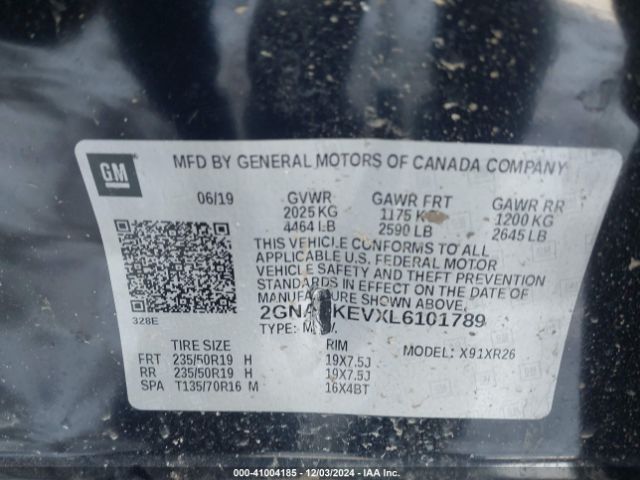 GM
MFD BY GENERAL MOTORS OF CANADA COMPANY
06/19 GVWR GAWR FRT GAWR RR
2025 KG 1175 KG 1200 KG
4464 LB 2590 LB 2645 LB
THIS VEHICLE CONFORMS TO ALL
APPLICABLE U.S. FEDERAL MOTOR
VEHICLE SAFETY AND THEFT PREVENTION
STANDARDS IN EFFECT ON THE DATE OF
MANUFACTURE SHOWN ABOVE.
328E
TYPE: MODEL: X91XR26
TIRE SIZE RIM
FRT 235/50R19 H 19X7.5J
RR 235/50R19 H 19X7.5J
SPA T135/70R16 M 16X4BT
000-41004185 - 12/03/2024 - IAA Inc.